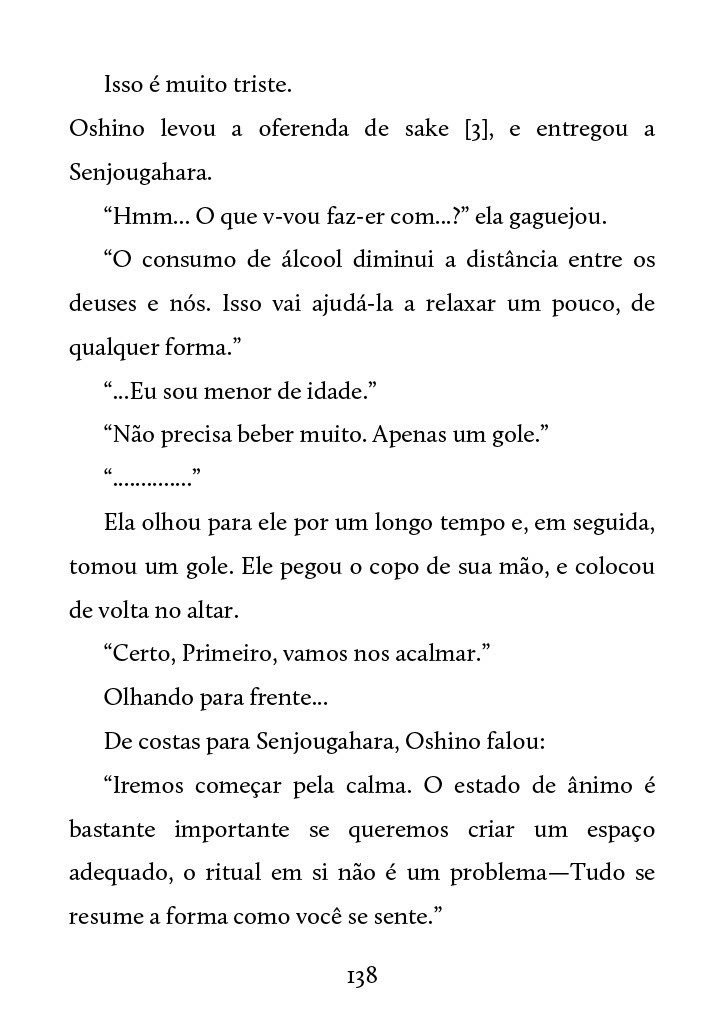 Isso é muito triste.
Oshino levou a oferenda de sake [3], e entregou a
Senjougahara.
“Hmm... O que v-vou faz-er com...?” ela gaguejou.
“O consumo de álcool diminui a distância entre os
deuses e nós. Isso vai ajudá-la a relaxar um pouco, de
qualquer forma.”
“...Eu sou menor de idade.”
“Não precisa beber muito. Apenas um gole.”
“..............”
Ela olhou para ele por um longo tempo e, em seguida,
tomou um gole. Ele pegou o copo de sua mão, e colocou
de volta no altar.
“Certo, Primeiro, vamos nos acalmar.”
Olhando para frente...
De costas para Senjougahara, Oshino falou:
“Iremos começar pela calma. O estado de ânimo é
bastante importante se queremos criar um espaço
adequado, o ritual em si não é um problema—Tudo se
resume a forma como você se sente.”
138